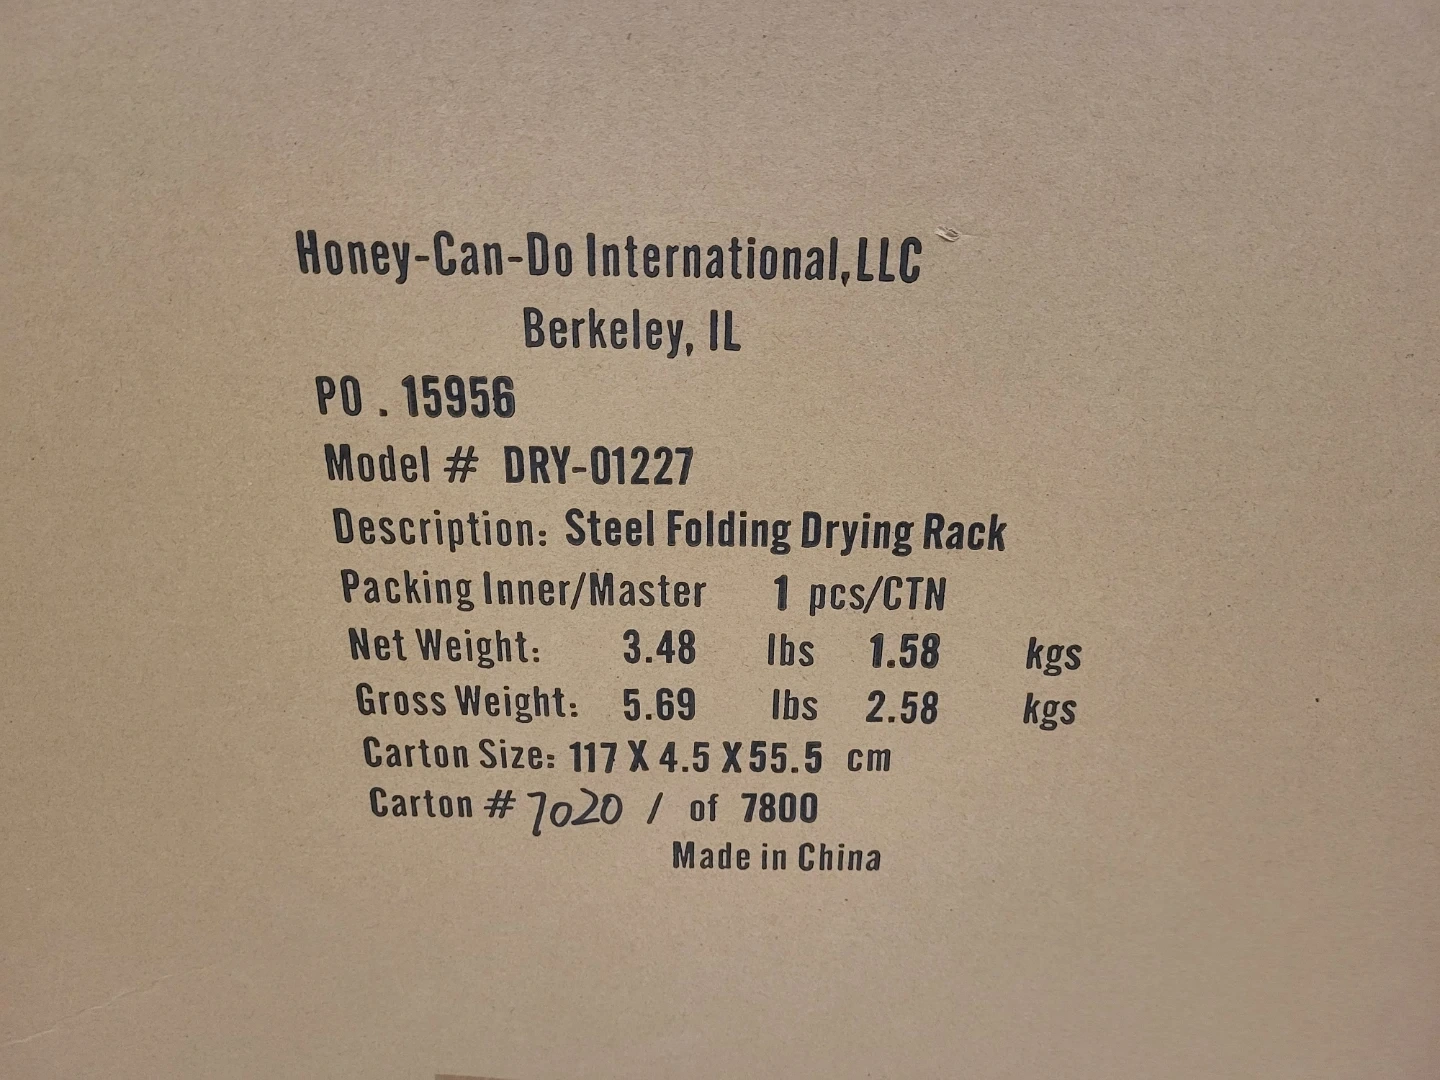 Honey-Can-Do International,LLC
Berkeley, IL
PO . 15956
Model # DRY-01227
Description: Steel Folding Drying Rack
Packing Inner/Master 1 pcs/CTN
Net Weight: 3.48 lbs 1.58 kgs
Gross Weight: 5.69 lbs 2.58 kgs
Carton Size: 117 X 4.5 X 55.5 cm
Carton # 7020 / of 7800
Made in China